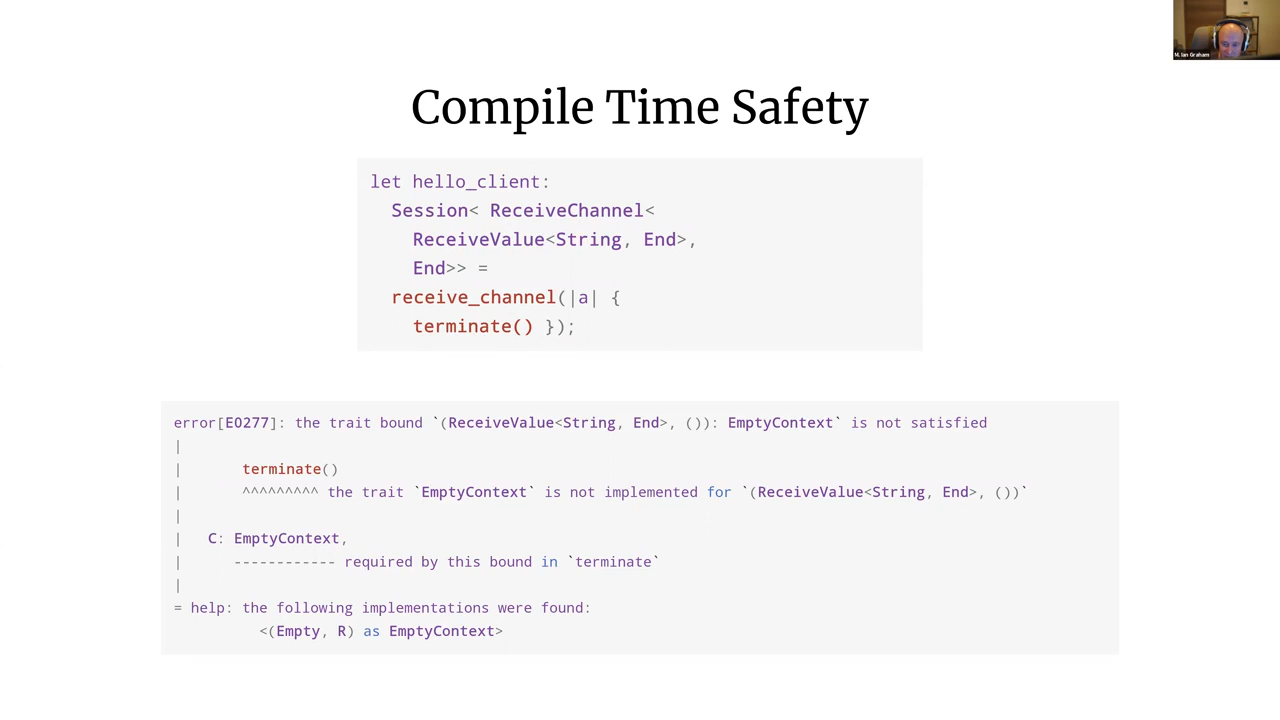 M. Ian Graham
Compile Time Safety
let hello_client:
  Session< ReceiveChannel<
    ReceiveValue<String, End>,
    End>> =
  receive_channel(|a| {
    terminate() });
error[E0277]: the trait bound `(ReceiveValue<String, End>, ()): EmptyContext` is not satisfied
|
|       terminate()
|       ^^^^^^^^^ the trait `EmptyContext` is not implemented for `(ReceiveValue<String, End>, ())`
|
|   C: EmptyContext,
|      ------------ required by this bound in `terminate`
|
= help: the following implementations were found:
          <(Empty, R) as EmptyContext>